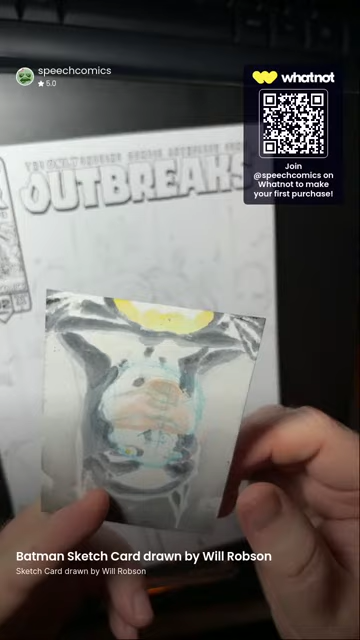 speechcomics
★ 5.0
whatnot
Join
@speechcomics on
Whatnot to make
your first purchase!
OUTBREAKS
Batman Sketch Card drawn by Will Robson
Sketch Card drawn by Will Robson